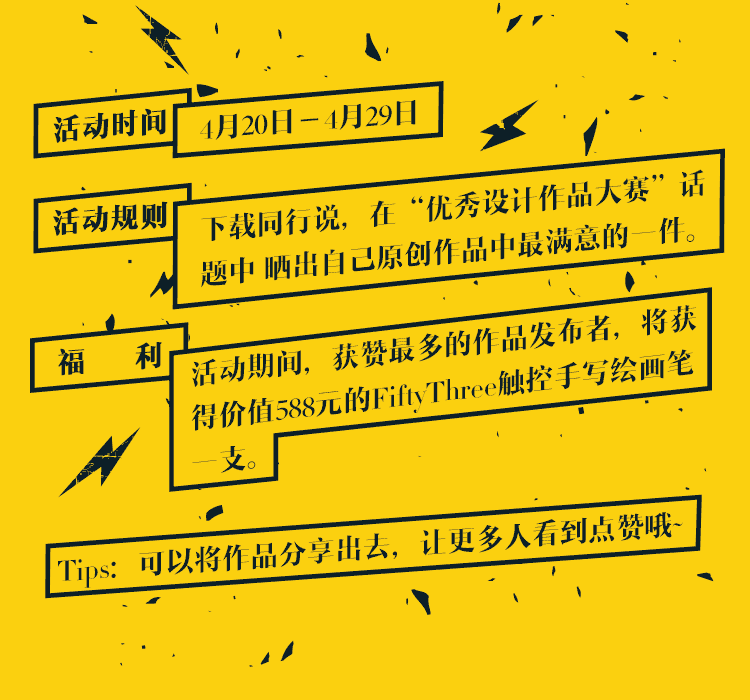 活动时间
4月20日－4月29日
活动规则
下载同行说，在“优秀设计作品大赛”话
题中 晒出自己原创作品中最满意的一件。
福 利
活动期间，获赞最多的作品发布者，将获
得价值588元的FiftyThree触控手写绘画笔
一支。
Tips: 可以将作品分享出去，让更多人看到点赞哦~